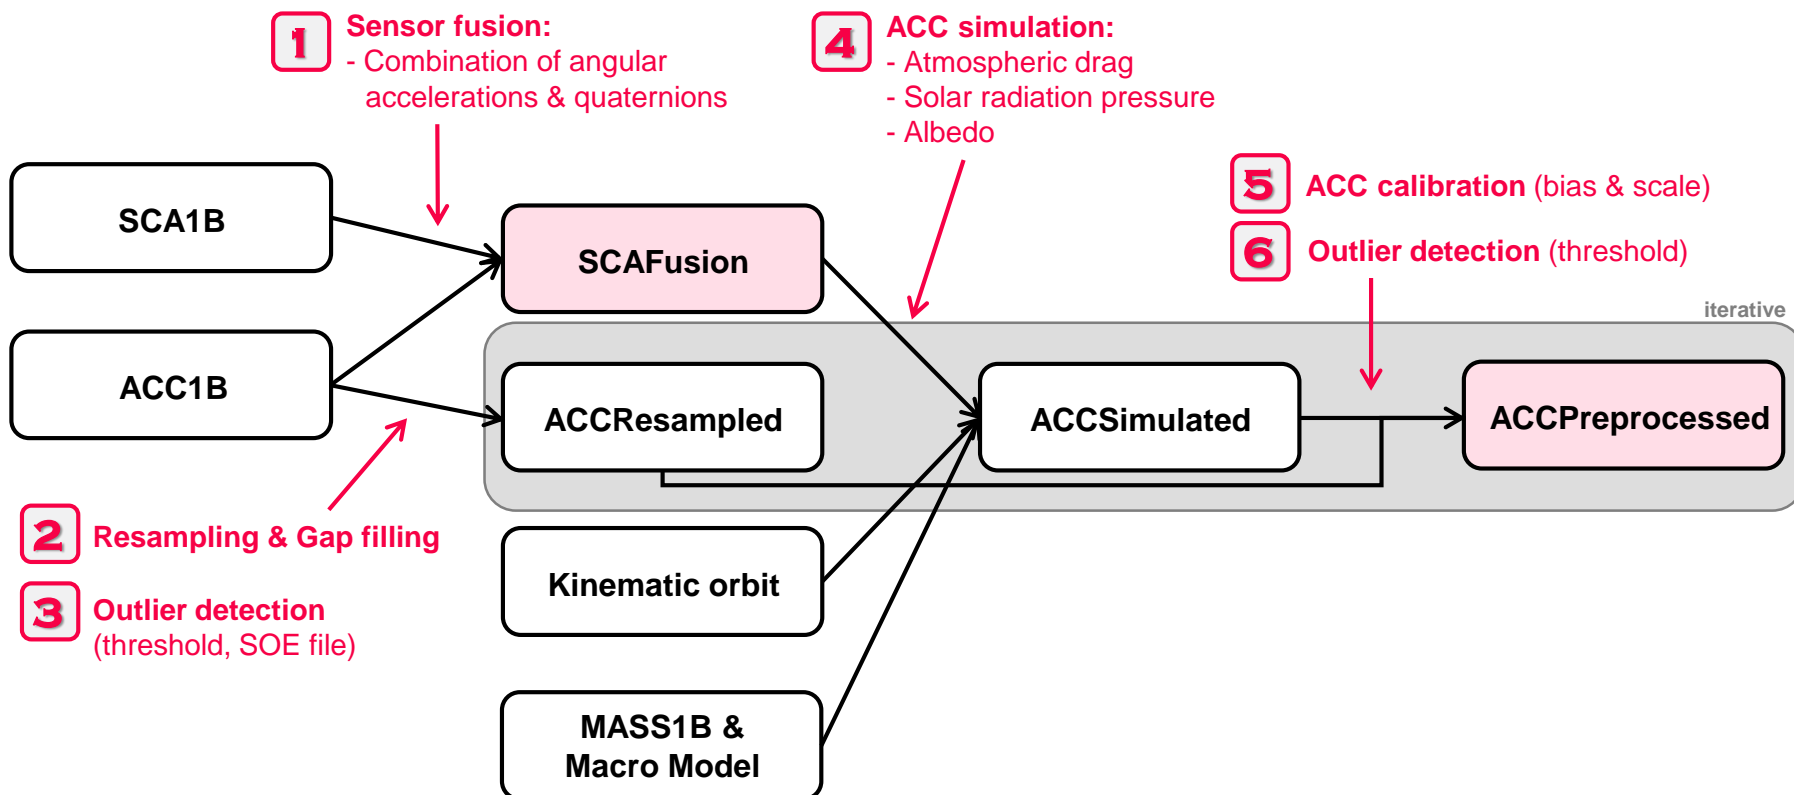 1
Sensor fusion:
- Combination of angular
accelerations & quaternions
4
ACC simulation:
- Atmospheric drag
- Solar radiation pressure
- Albedo
5
ACC calibration (bias & scale)
6
Outlier detection (threshold)
SCA1B
SCAFusion
iterative
ACC1B
ACCResampled
ACCSimulated
ACCPreprocessed
2
Resampling & Gap filling
3
Outlier detection
(threshold, SOE file)
Kinematic orbit
MASS1B &
Macro Model